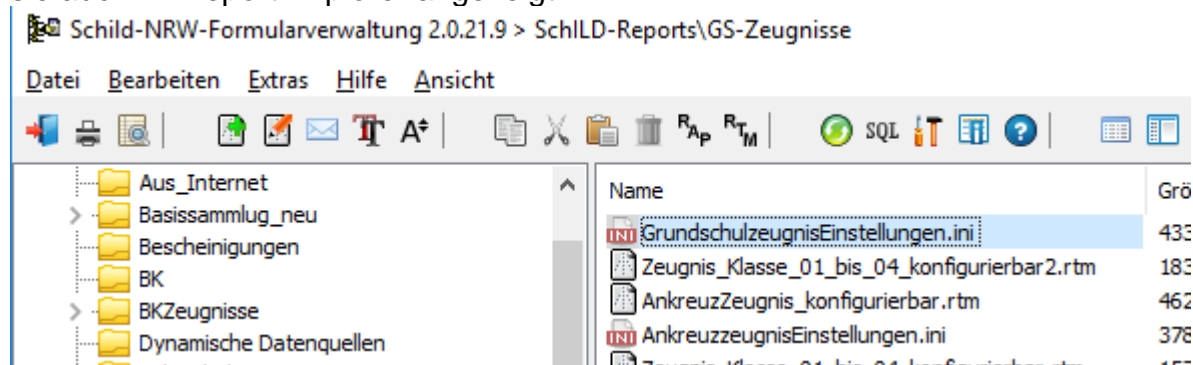 Schild-NRW-Formularverwaltung 2.0.21.9 > SchILD-Reports\GS-Zeugnisse
Datei Bearbeiten Extras Hilfe Ansicht
SQL
Aus_Internet
Basissammlug_neu
Bescheinigungen
BK
BKZeugnisse
Dynamische Datenquellen
Name Grö
GrundschulzeugnisEinstellungen.ini 433
Zeugnis_Klasse_01_bis_04_konfigurierbar2.rtm 183
AnkreuzZeugnis_konfigurierbar.rtm 462
AnkreuzzeugnisEinstellungen.ini 378